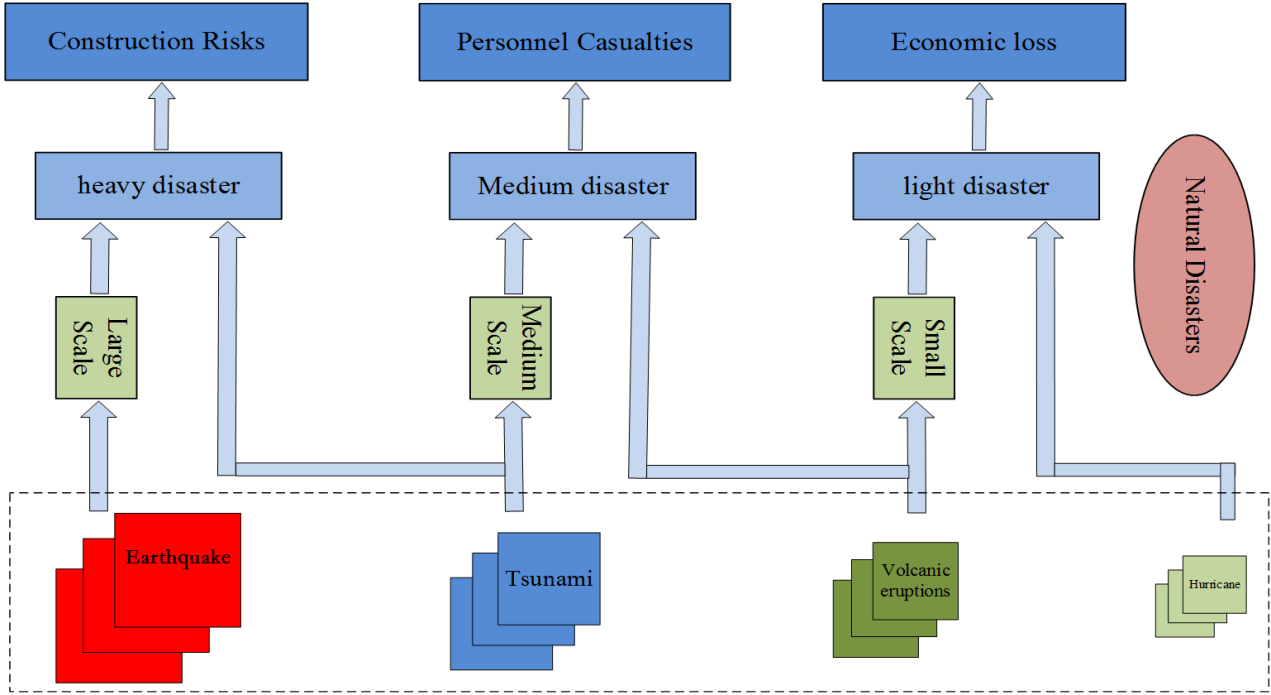 Construction Risks
Personnel Casualties
Economic loss
heavy disaster
Medium disaster
light disaster
Natural Disasters
Large
Scale
Medium
Scale
Small
Scale
Earthquake
Tsunami
Volcanic
eruptions
Hurricane